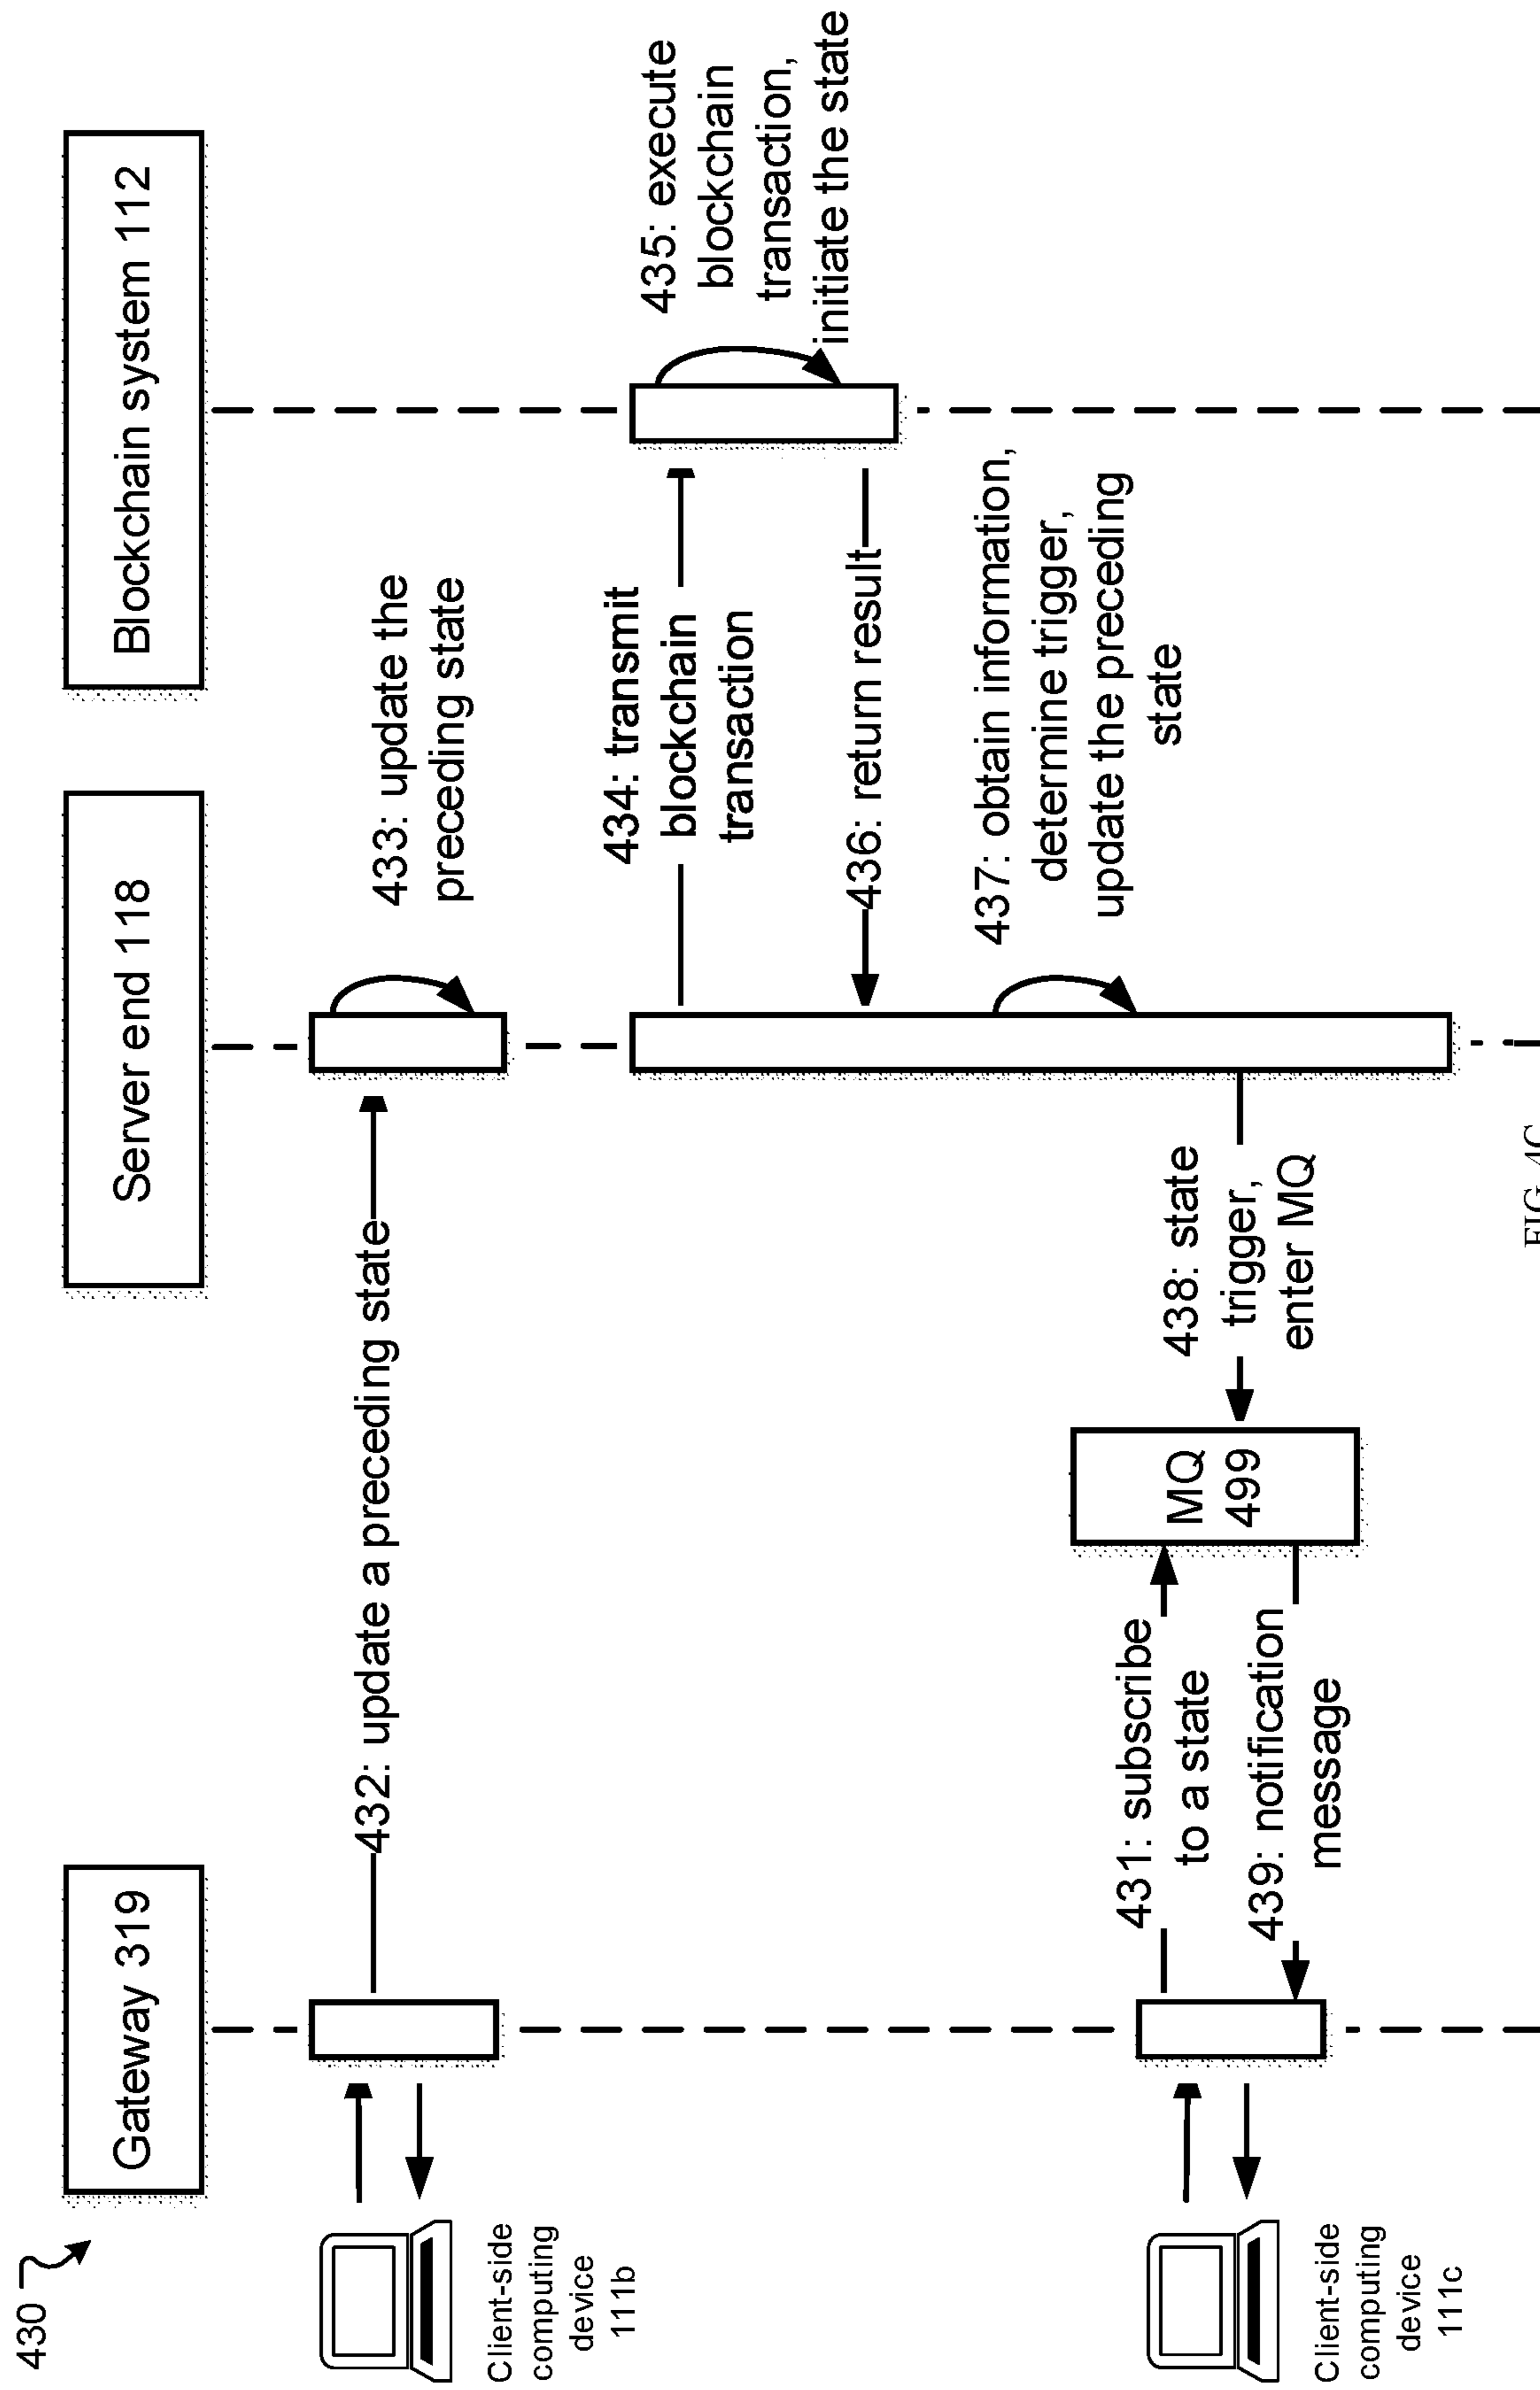 430
Gateway 319
Server end 118
Blockchain system 112
Client-side
computing
device
111b
432: update a preceding state
433: update the
preceding state
434: transmit
blockchain
transaction
435: execute
blockchain
transaction,
initiate the state
436: return result
437: obtain information,
determine trigger,
update the preceding
state
438: state
trigger,
enter MQ
MQ
499
431: subscribe
to a state
439: notification
message
Client-side
computing
device
111c
FIG. 4C